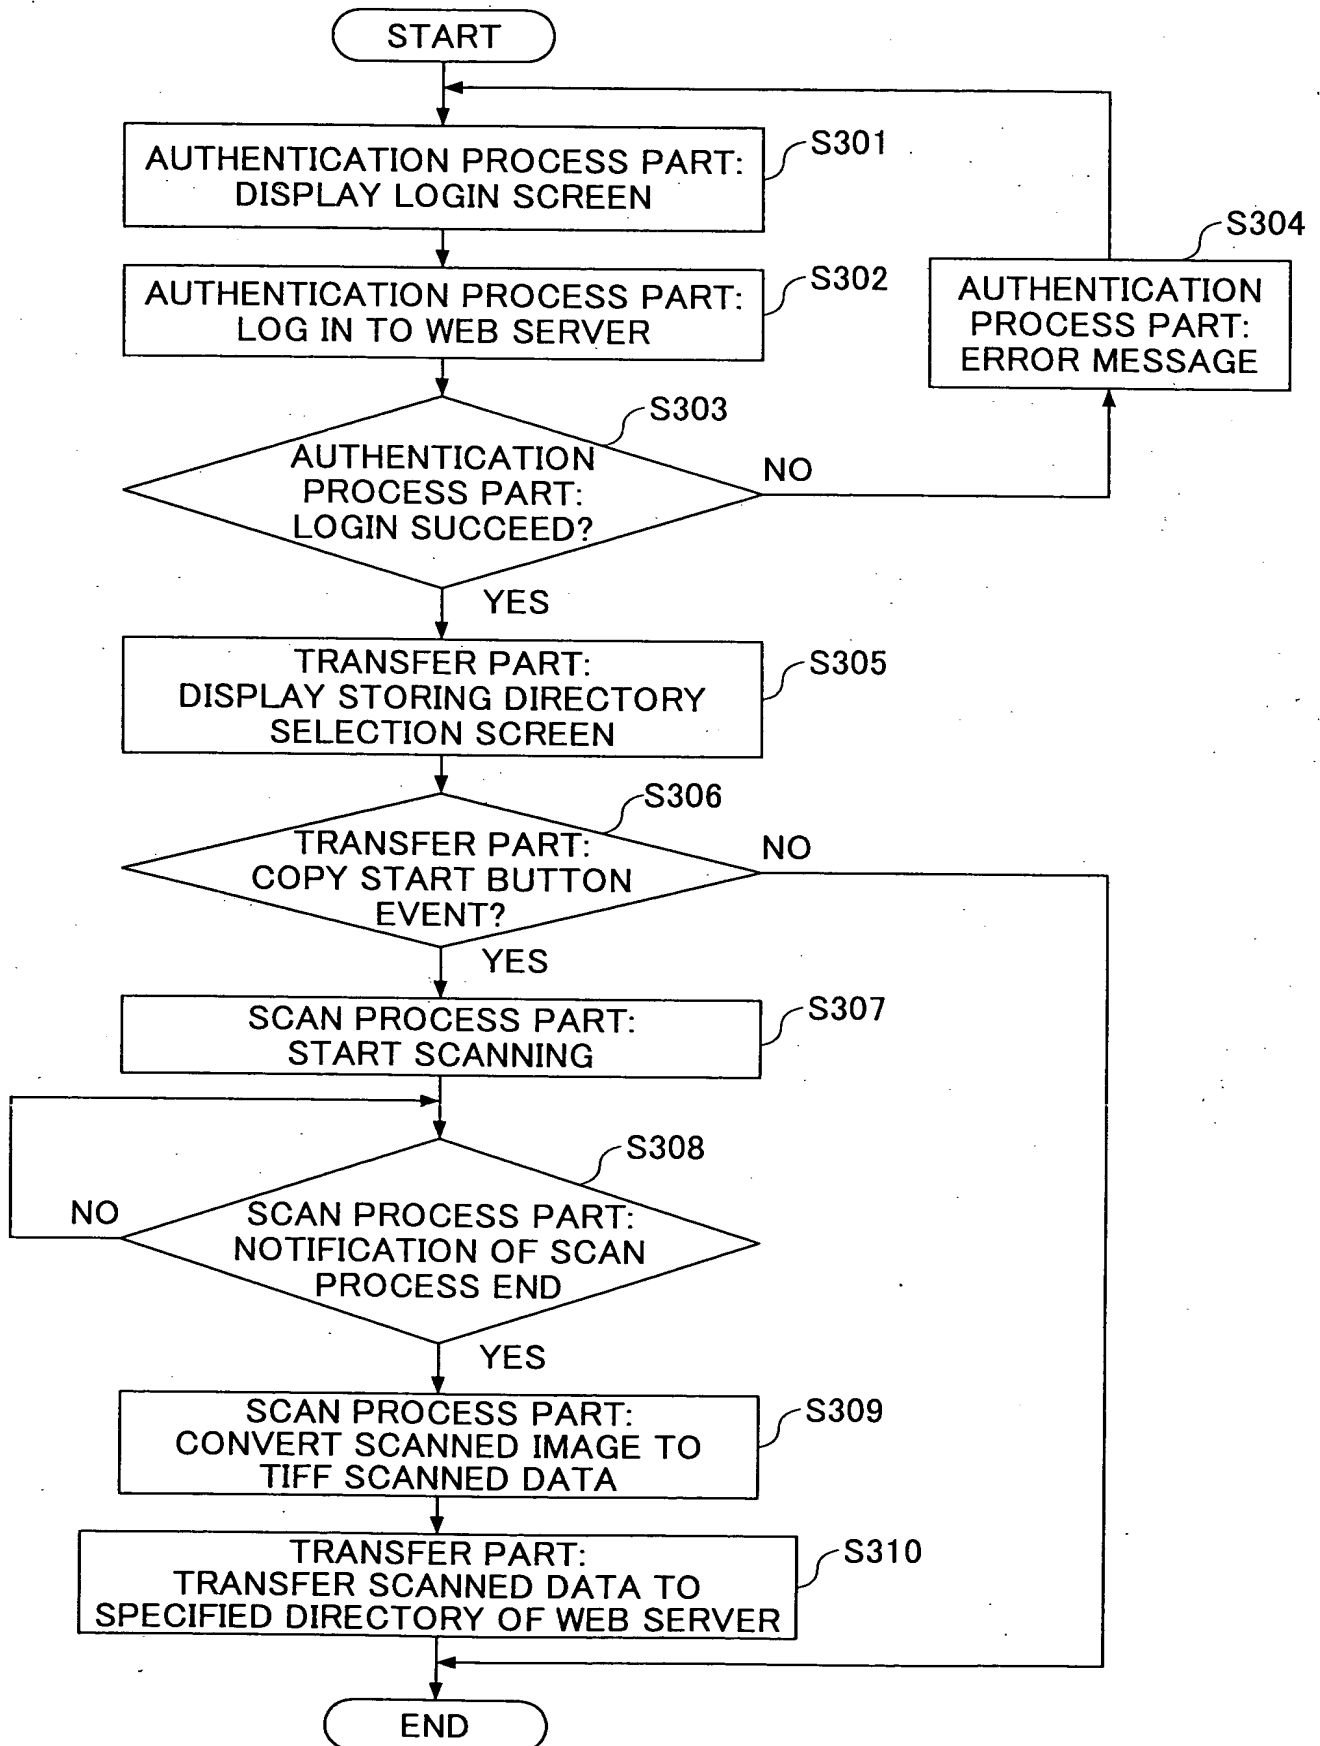 START
AUTHENTICATION PROCESS PART:
DISPLAY LOGIN SCREEN
S301
AUTHENTICATION PROCESS PART:
LOG IN TO WEB SERVER
S302
AUTHENTICATION
PROCESS PART:
LOGIN SUCCEED?
S303
NO
AUTHENTICATION
PROCESS PART:
ERROR MESSAGE
S304
YES
TRANSFER PART:
DISPLAY STORING DIRECTORY
SELECTION SCREEN
S305
TRANSFER PART:
COPY START BUTTON
EVENT?
S306
NO
YES
SCAN PROCESS PART:
START SCANNING
S307
SCAN PROCESS PART:
NOTIFICATION OF SCAN
PROCESS END
S308
NO
YES
SCAN PROCESS PART:
CONVERT SCANNED IMAGE TO
TIFF SCANNED DATA
S309
TRANSFER PART:
TRANSFER SCANNED DATA TO
SPECIFIED DIRECTORY OF WEB SERVER
S310
END